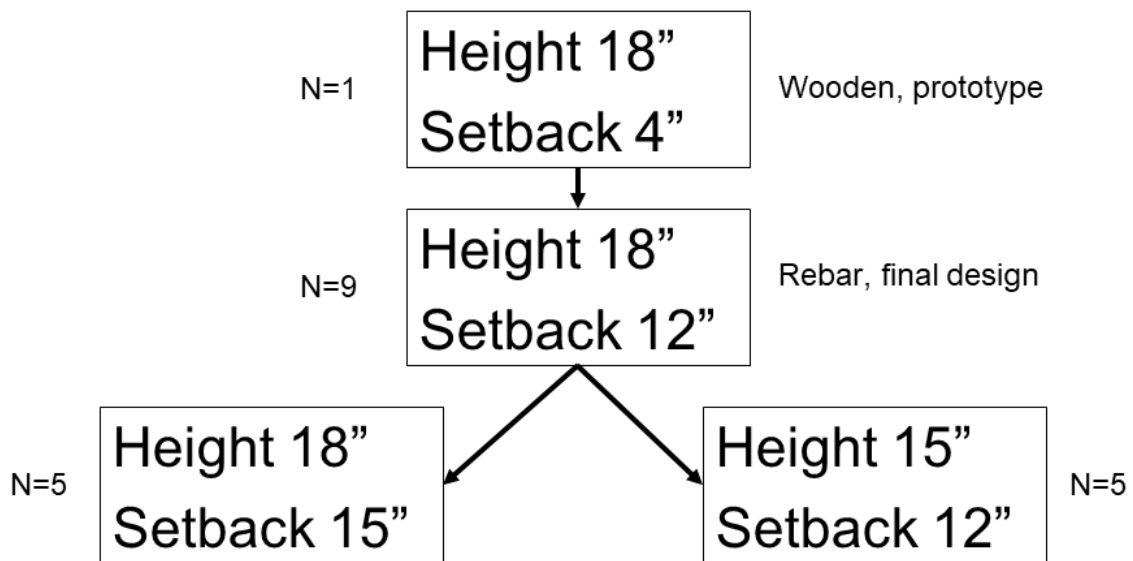 N=1
Height 18”
Setback 4”
Wooden, prototype
N=9
Height 18”
Setback 12”
Rebar, final design
N=5
Height 18”
Setback 15”
Height 15”
Setback 12”
N=5